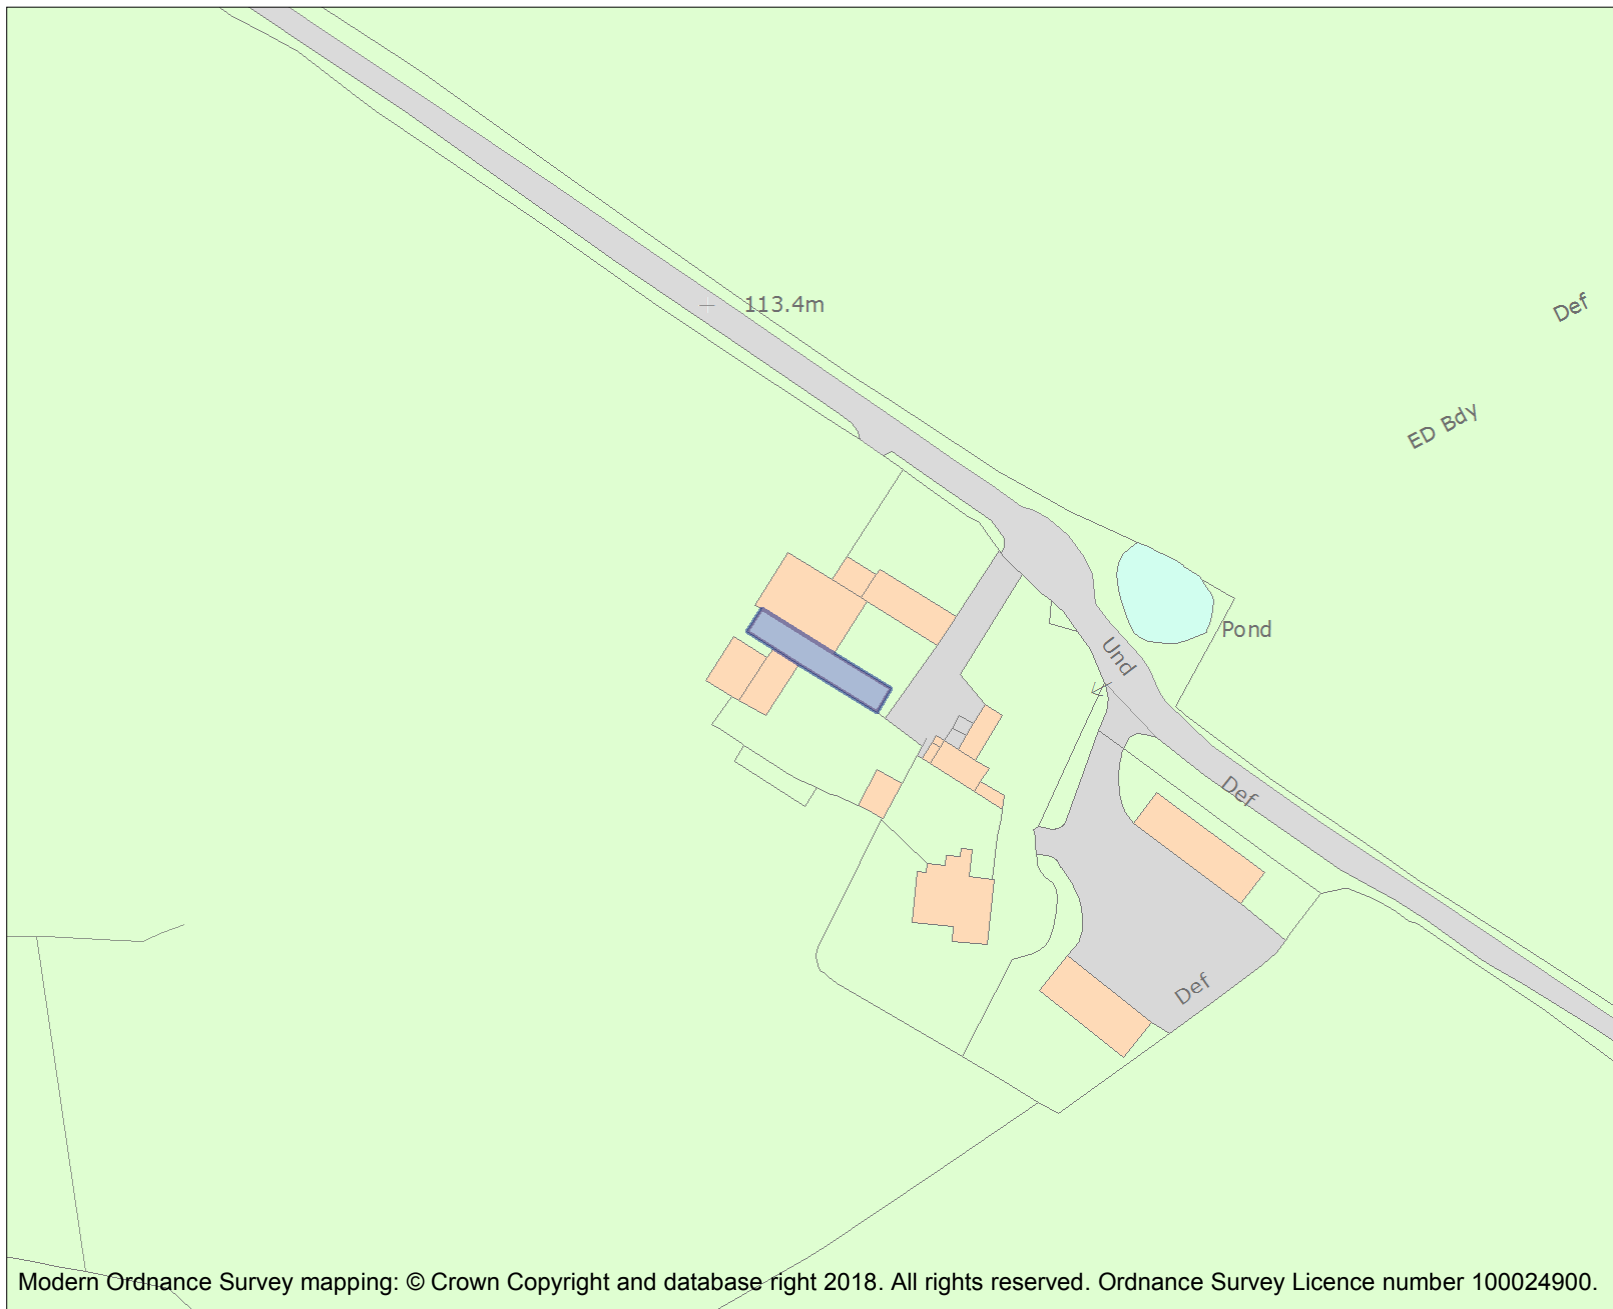 113.4m
Def
ED Bdy
Pond
Und
Def
Def
Modern Ordnance Survey mapping: © Crown Copyright and database right 2018. All rights reserved. Ordnance Survey Licence number 100024900.